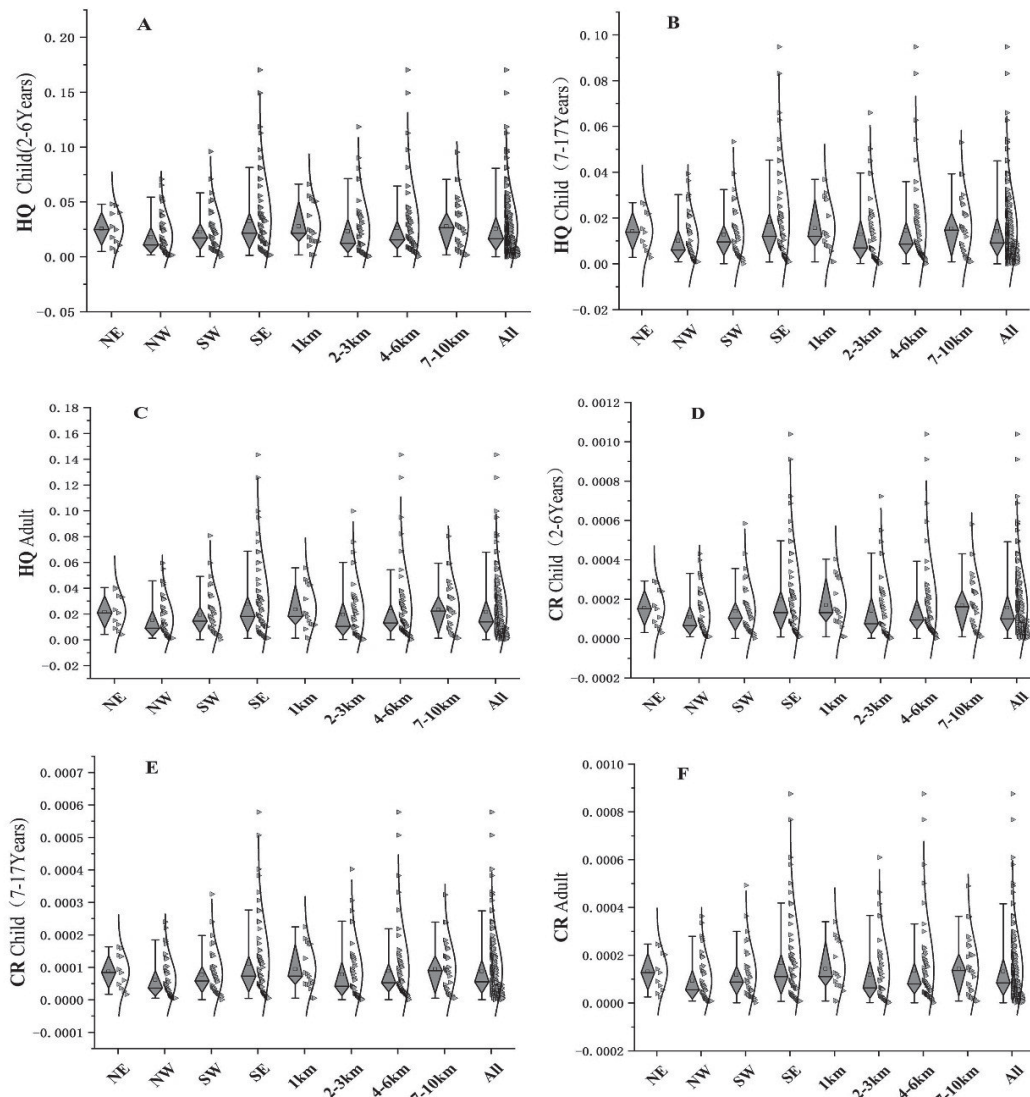 A
HQ Child(2-6Years)
0.20
0.15
0.10
0.05
0.00
-0.05
NE NW SW SE 1km 2-3km 4-6km 7-10km All
B
HQ Child (7-17Years)
0.10
0.08
0.06
0.04
0.02
0.00
-0.02
NE NW SW SE 1km 2-3km 4-6km 7-10km All
C
HQ Adult
0.18
0.16
0.14
0.12
0.10
0.08
0.06
0.04
0.02
0.00
-0.02
NE NW SW SE 1km 2-3km 4-6km 7-10km All
D
CR Child (2-6Years)
0.0012
0.0010
0.0008
0.0006
0.0004
0.0002
0.0000
-0.0002
NE NW SW SE 1km 2-3km 4-6km 7-10km All
E
CR Child (7-17Years)
0.0007
0.0006
0.0005
0.0004
0.0003
0.0002
0.0001
0.0000
-0.0001
NE NW SW SE 1km 2-3km 4-6km 7-10km All
F
CR Adult
0.0010
0.0008
0.0006
0.0004
0.0002
0.0000
-0.0002
NE NW SW SE 1km 2-3km 4-6km 7-10km All